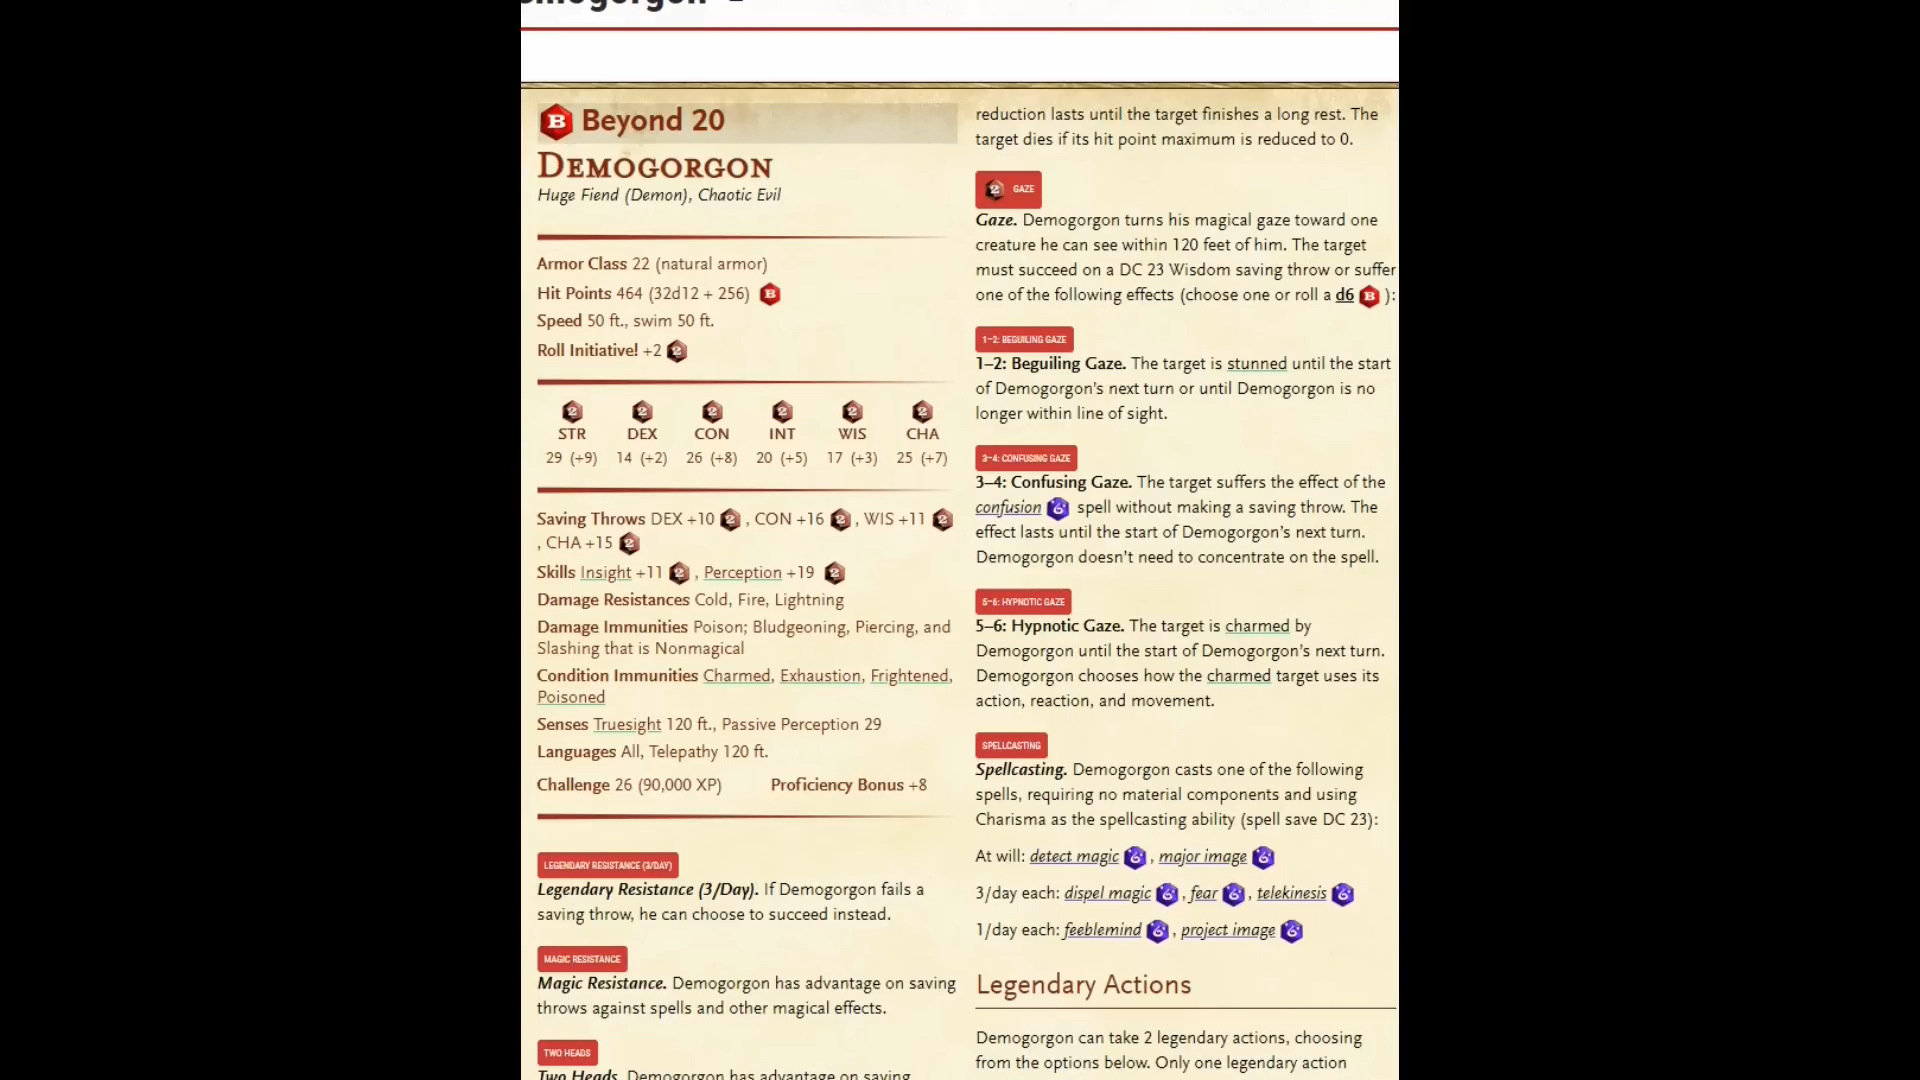 Beyond 20
DEMOGORGON
Huge Fiend (Demon), Chaotic Evil
Armor Class 22 (natural armor)
Hit Points 464 (32d12 + 256)
Speed 50 ft., swim 50 ft.
Roll Initiative! +2
STR DEX CON INT WIS CHA
29 (+9) 14 (+2) 26 (+8) 20 (+5) 17 (+3) 25 (+7)
Saving Throws DEX +10 , CON +16 , WIS +11
, CHA +15
Skills Insight +11 , Perception +19
Damage Resistances Cold, Fire, Lightning
Damage Immunities Poison; Bludgeoning, Piercing, and
Slashing that is Nonmagical
Condition Immunities Charmed, Exhaustion, Frightened,
Poisoned
Senses Truesight 120 ft., Passive Perception 29
Languages All, Telepathy 120 ft.
Challenge 26 (90,000 XP) Proficiency Bonus +8
LEGENDARY RESISTANCE (3/DAY)
Legendary Resistance (3/Day). If Demogorgon fails a
saving throw, he can choose to succeed instead.
MAGIC RESISTANCE
Magic Resistance. Demogorgon has advantage on saving
throws against spells and other magical effects.
TWO HEADS
Two Heads. Demogorgon has advantage on saving
reduction lasts until the target finishes a long rest. The
target dies if its hit point maximum is reduced to 0.
GAZE
Gaze. Demogorgon turns his magical gaze toward one
creature he can see within 120 feet of him. The target
must succeed on a DC 23 Wisdom saving throw or suffer
one of the following effects (choose one or roll a d6 ):
1–2: BEGUILING GAZE
1–2: Beguiling Gaze. The target is stunned until the start
of Demogorgon's next turn or until Demogorgon is no
longer within line of sight.
3–4: CONFUSING GAZE
3–4: Confusing Gaze. The target suffers the effect of the
confusion spell without making a saving throw. The
effect lasts until the start of Demogorgon's next turn.
Demogorgon doesn't need to concentrate on the spell.
5–6: HYPNOTIC GAZE
5–6: Hypnotic Gaze. The target is charmed by
Demogorgon until the start of Demogorgon's next turn.
Demogorgon chooses how the charmed target uses its
action, reaction, and movement.
SPELLCASTING
Spellcasting. Demogorgon casts one of the following
spells, requiring no material components and using
Charisma as the spellcasting ability (spell save DC 23):
At will: detect magic , major image
3/day each: dispel magic , fear , telekinesis
1/day each: feeblemind , project image
Legendary Actions
Demogorgon can take 2 legendary actions, choosing
from the options below. Only one legendary action